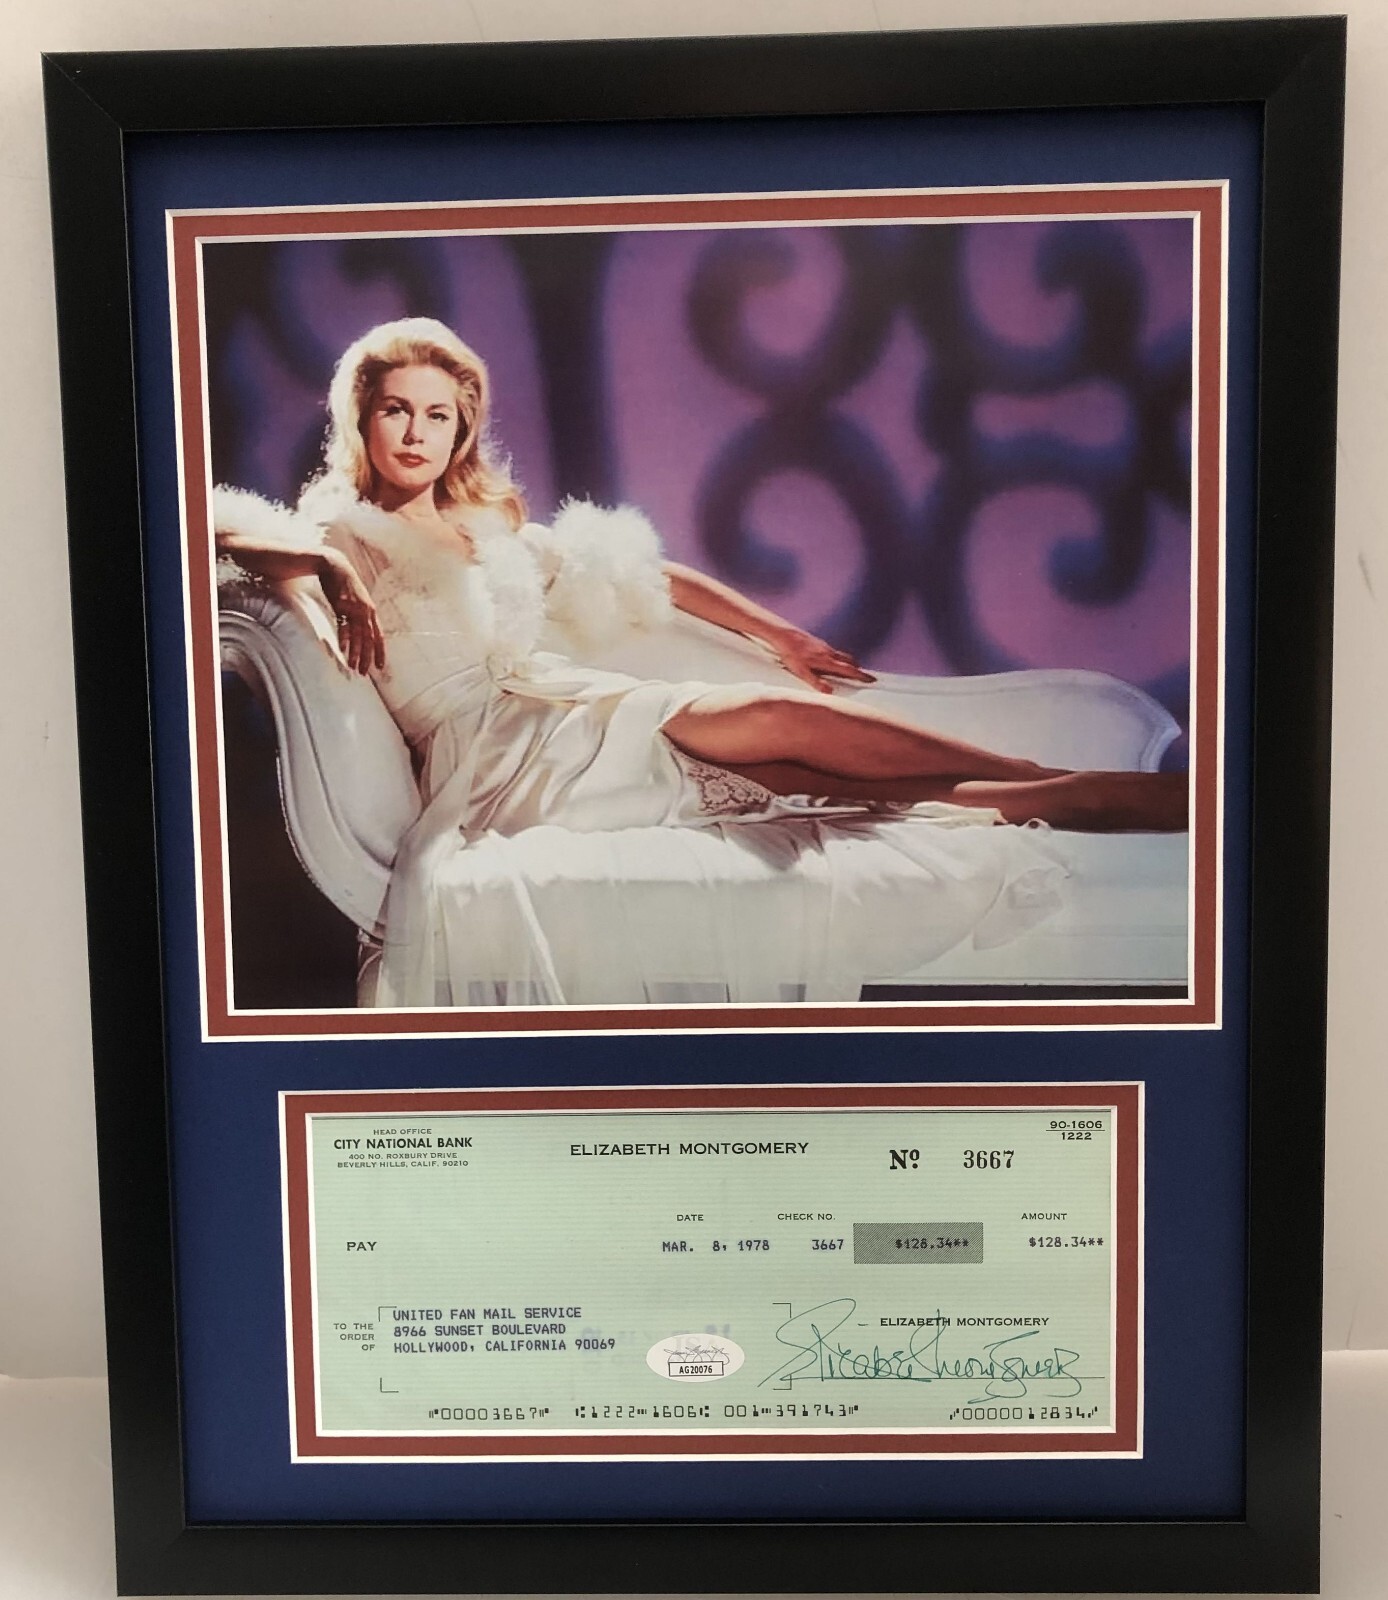 HEAD OFFICE
CITY NATIONAL BANK
400 NO. ROXBURY DRIVE
BEVERLY HILLS, CALIF. 90210
ELIZABETH MONTGOMERY
Nº 3667
90-1606
1222
DATE CHECK NO. AMOUNT
PAY MAR. 8, 1978 3667 $128.34** $128.34**
TO THE
ORDER
OF
UNITED FAN MAIL SERVICE
8966 SUNSET BOULEVARD
HOLLYWOOD, CALIFORNIA 90069
AG20076
ELIZABETH MONTGOMERY
Elizabeth Montgomery
⑈00003667⑈ ⑆1222⑉1606⑆ 001⑉391743⑈ ⑇0000012834⑇